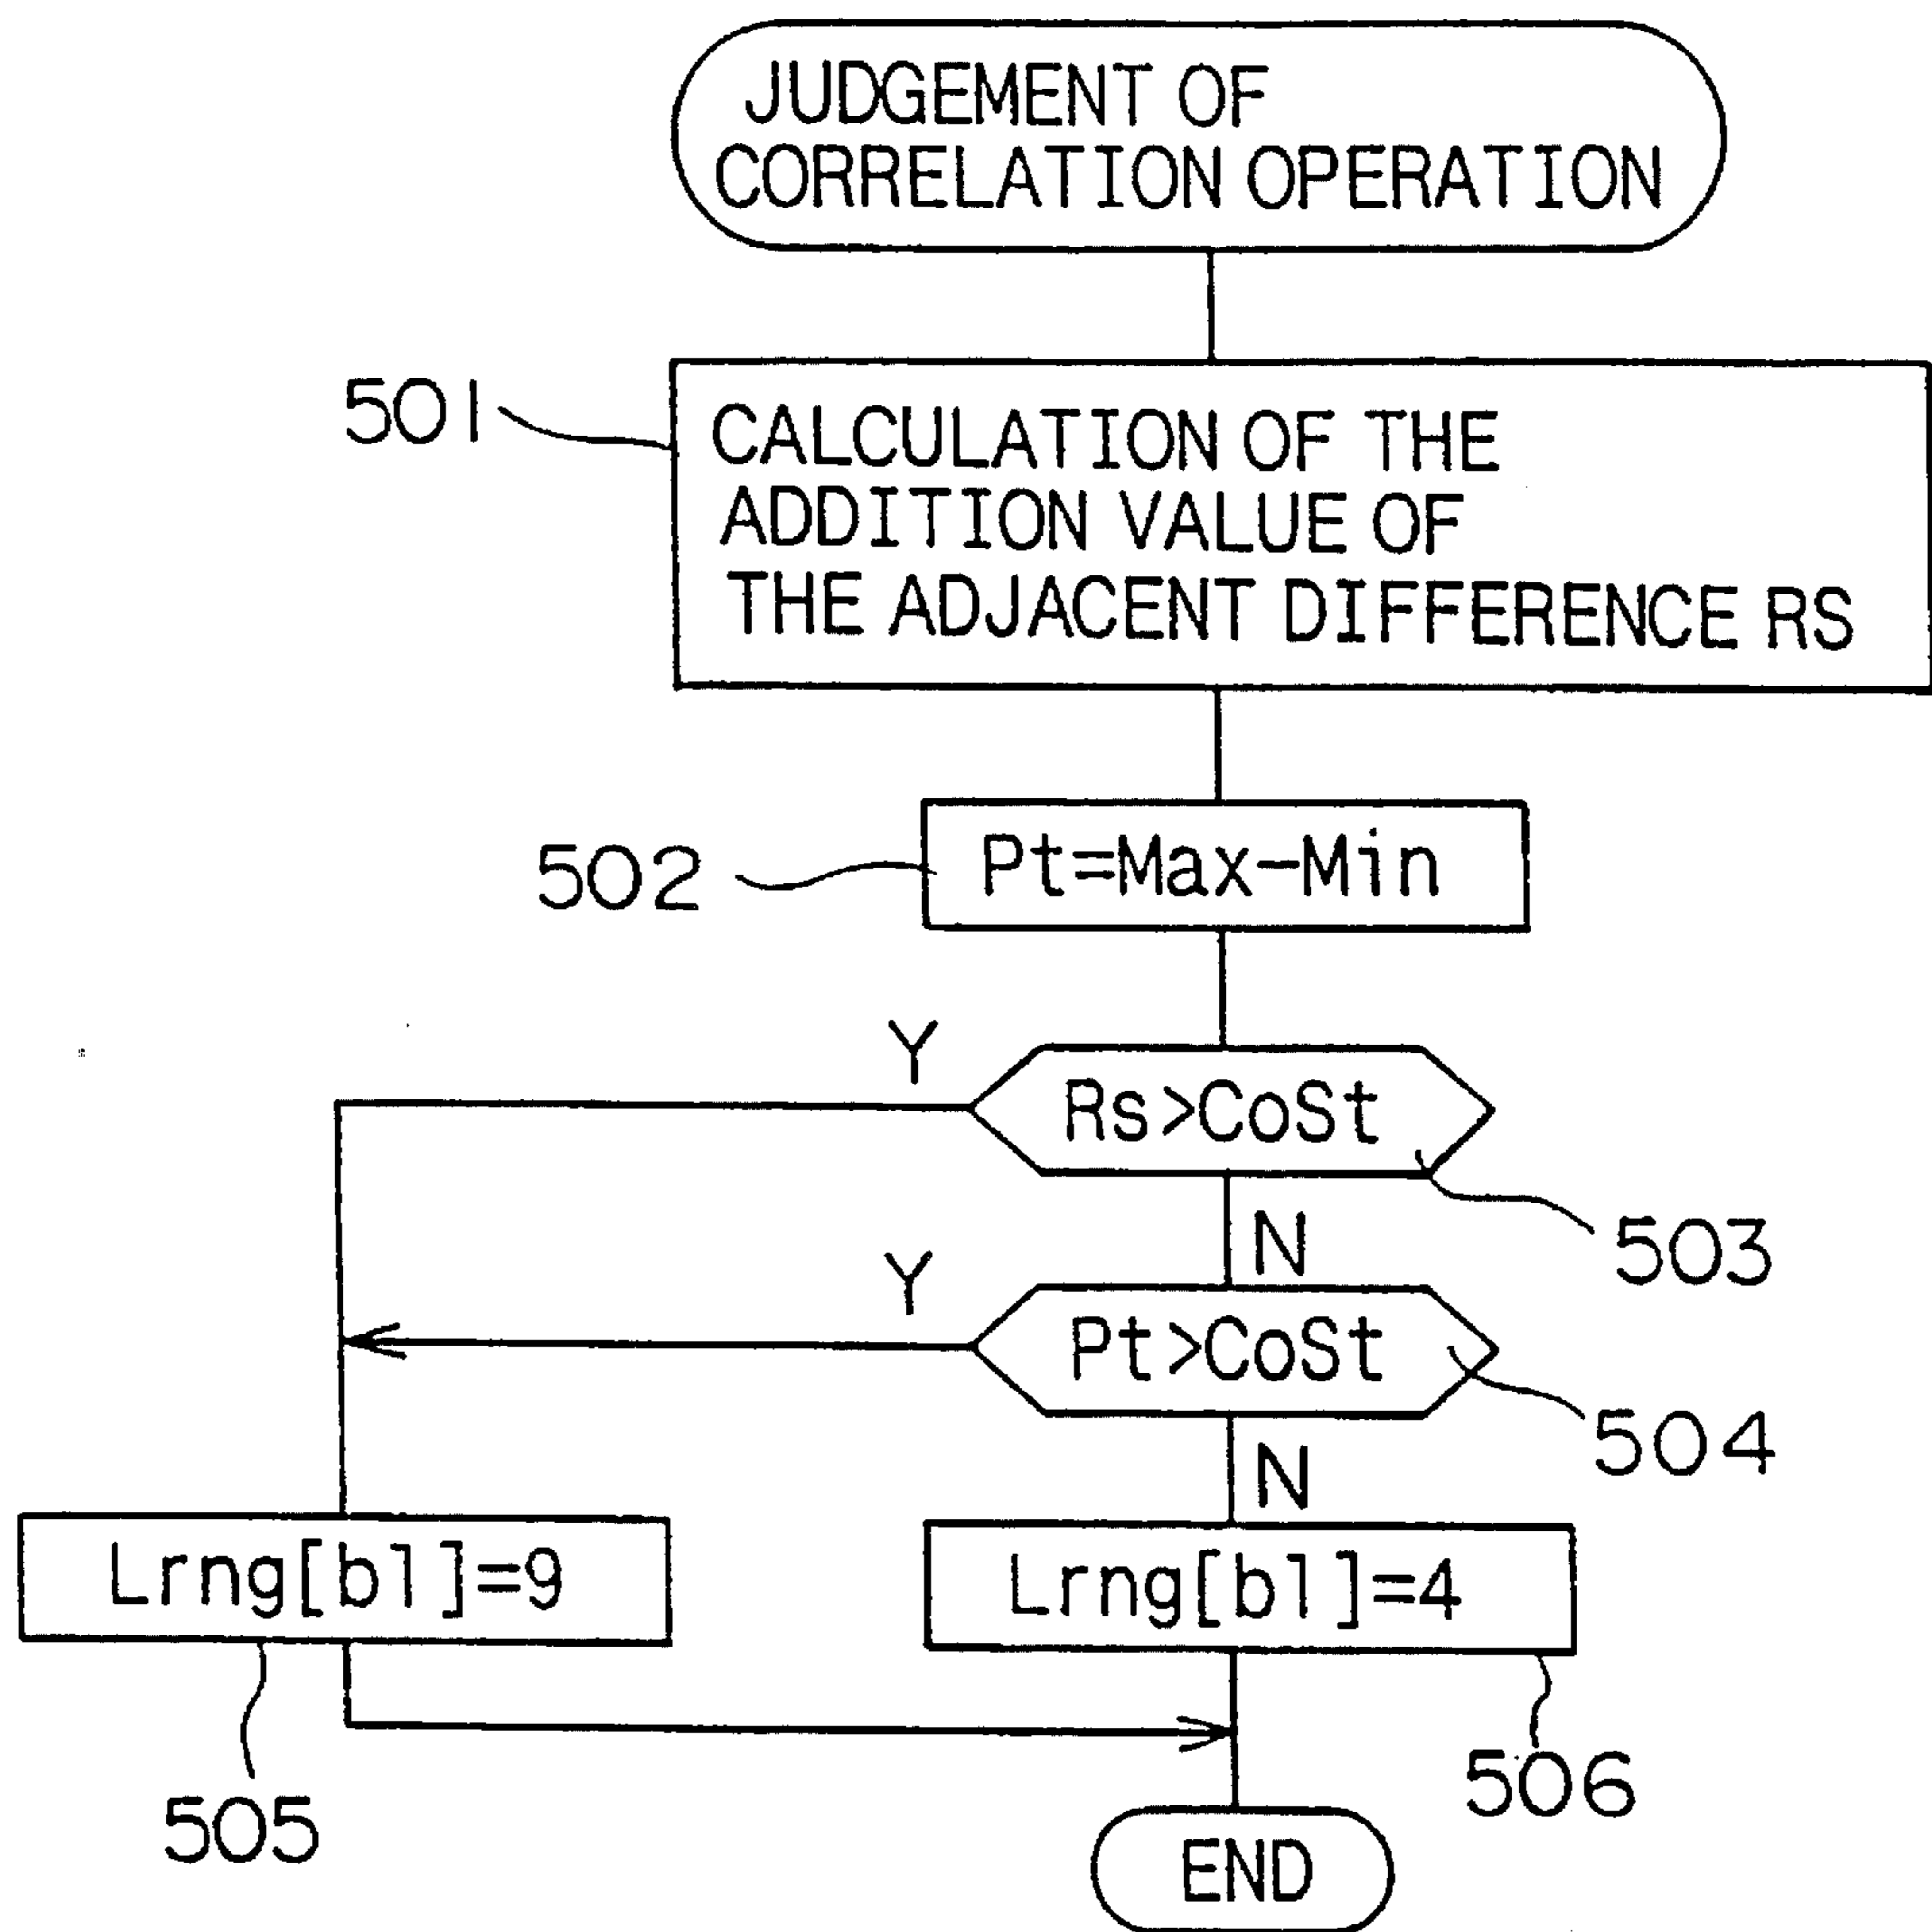 JUDGEMENT OF
CORRELATION OPERATION
501
CALCULATION OF THE
ADDITION VALUE OF
THE ADJACENT DIFFERENCE RS
502
Pt=Max-Min
Y
Rs>CoSt
503
N
Y
Pt>CoSt
504
N
Lrng[bl]=9
Lrng[bl]=4
505
506
END